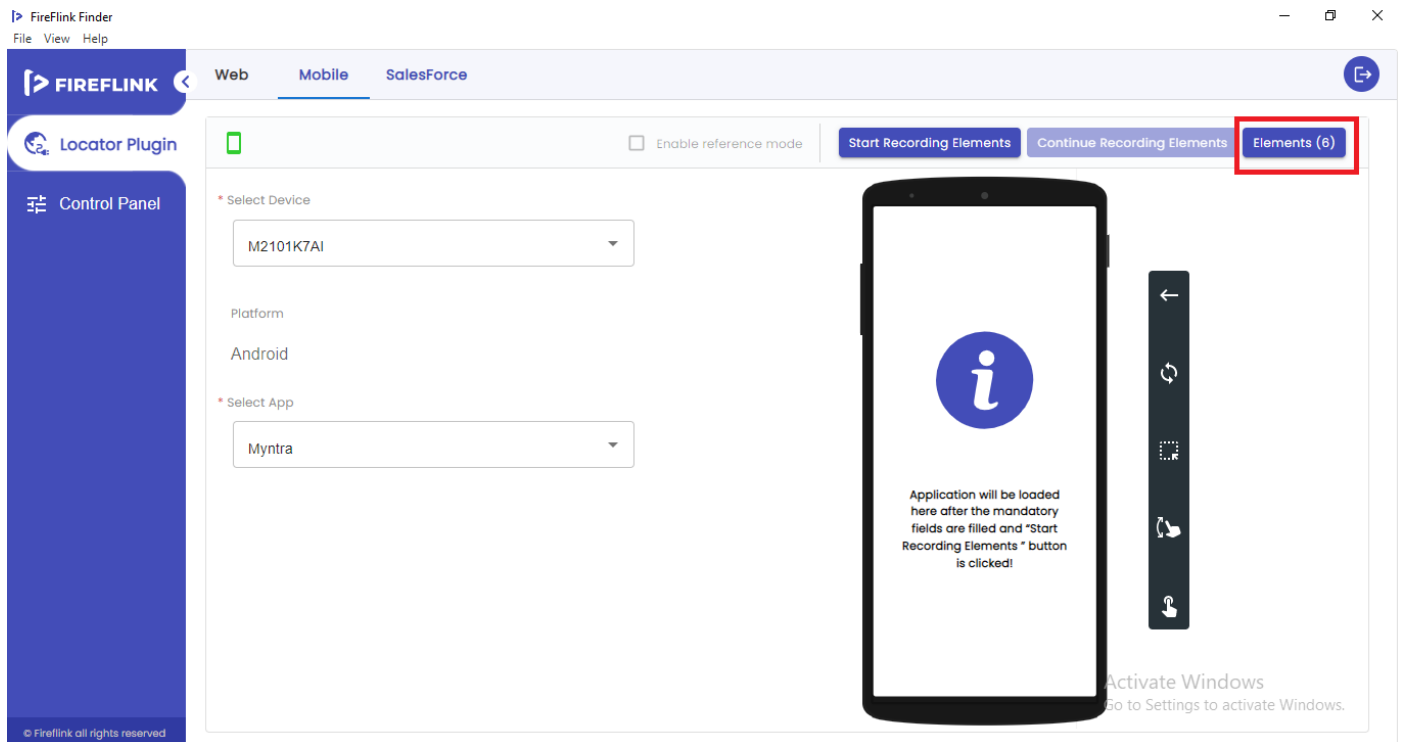 FireFlink Finder
File View Help
FIREFLINK
Web Mobile SalesForce
Locator Plugin
Control Panel
Enable reference mode
Start Recording Elements
Continue Recording Elements
Elements (6)
* Select Device
M2101K7AI
Platform
Android
* Select App
Myntra
Application will be loaded
here after the mandatory
fields are filled and “Start
Recording Elements ” button
is clicked!
Activate Windows
Go to Settings to activate Windows.
© Fireflink all rights reserved